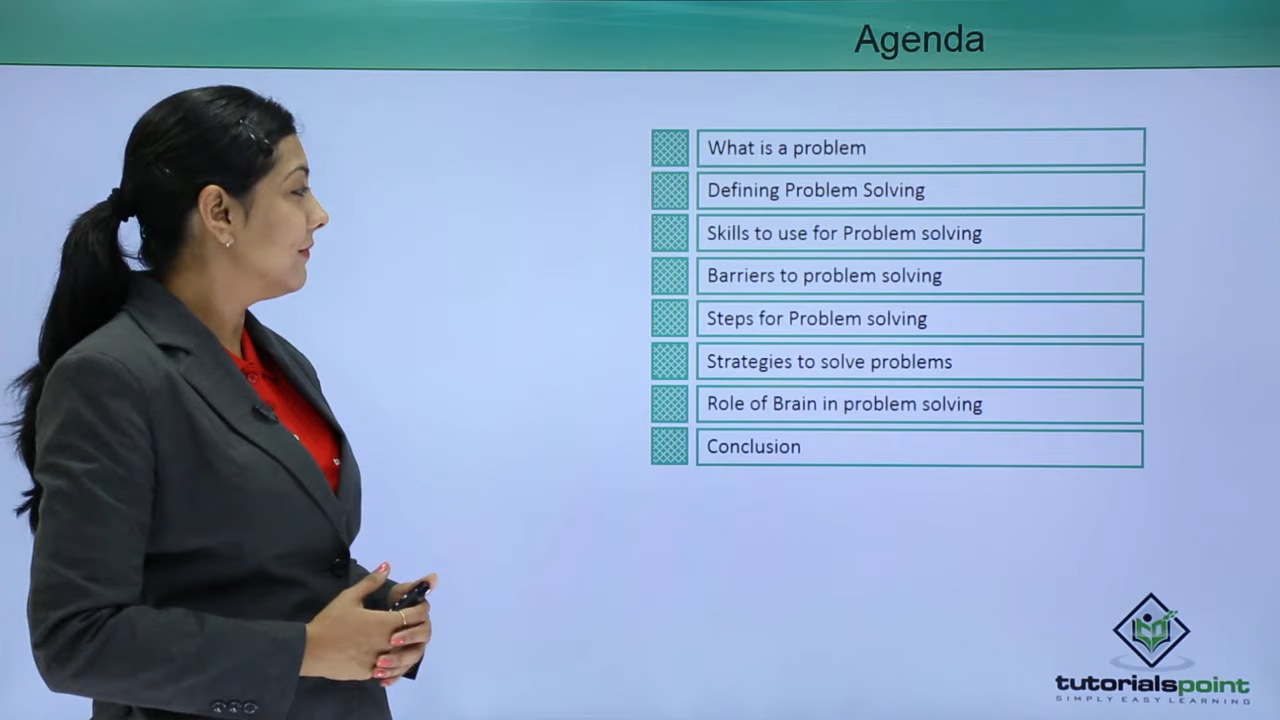 Agenda
What is a problem
Defining Problem Solving
Skills to use for Problem solving
Barriers to problem solving
Steps for Problem solving
Strategies to solve problems
Role of Brain in problem solving
Conclusion
tutorialspoint
SIMPLY EASY LEARNING